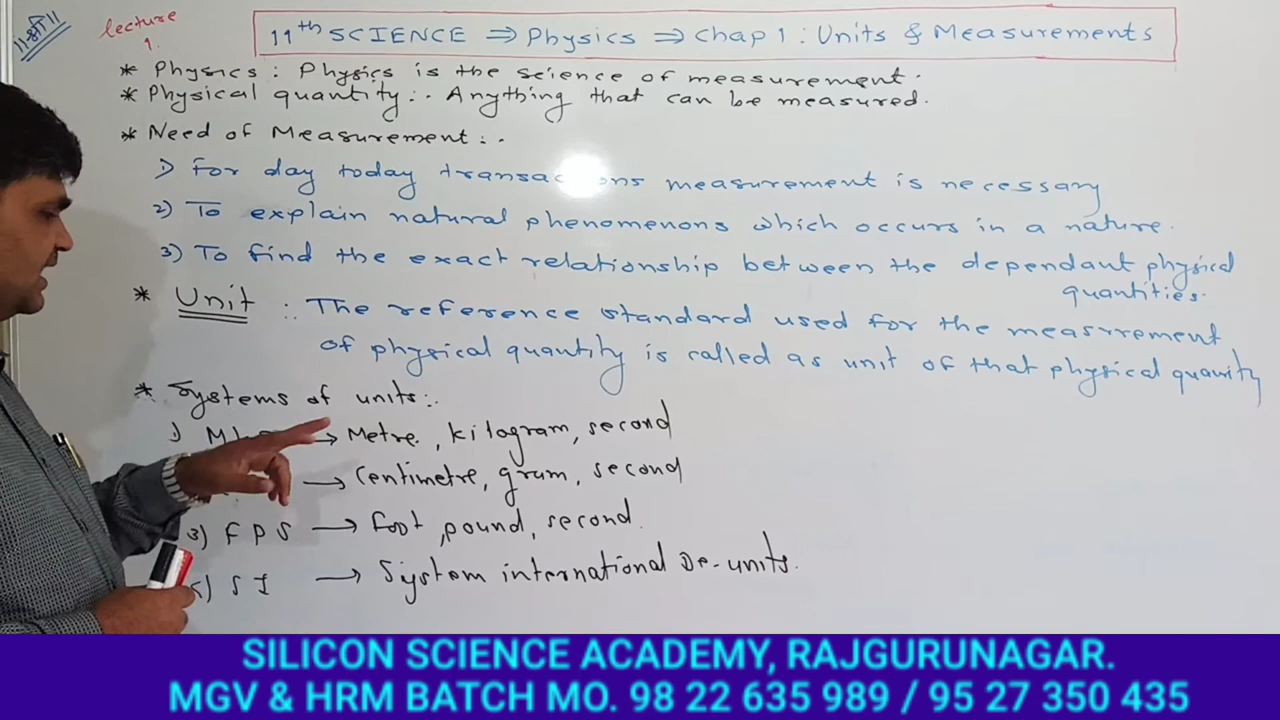 ॥श्री॥
lecture
1.
11th SCIENCE ⇒ Physics ⇒ Chap 1 : Units & Measurements
* Physics : Physics is the science of measurement.
* Physical quantity :- Anything that can be measured.
* Need of Measurement :-
1) For day today transac ons measurement is necessary
2) To explain natural phenomenons which occurs in a nature.
3) To find the exact relationship between the dependant physical
quantities.
* Unit :- The reference standard used for the measurement
of physical quantity is called as unit of that physical quantity
* Systems of units :-
1) → Metre, kilogram, second
→ Centimetre, gram, second
3) F P S → Foot, pound, second.
) S I → System international De-units.
SILICON SCIENCE ACADEMY, RAJGURUNAGAR.
MGV & HRM BATCH MO. 98 22 635 989 / 95 27 350 435